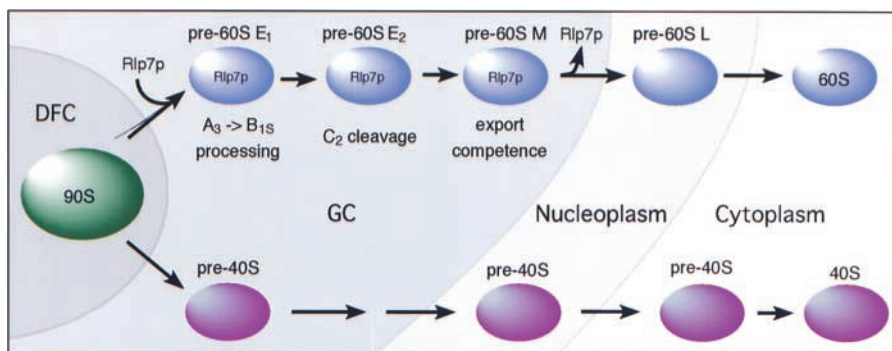 pre-60S E₁
pre-60S E₂
pre-60S M
Rlp7p
pre-60S L
Rlp7p
Rlp7p
Rlp7p
Rlp7p
60S
DFC
A₃ -> B₁S
processing
C₂ cleavage
export
competence
90S
GC
Nucleoplasm
Cytoplasm
pre-40S
pre-40S
pre-40S
40S